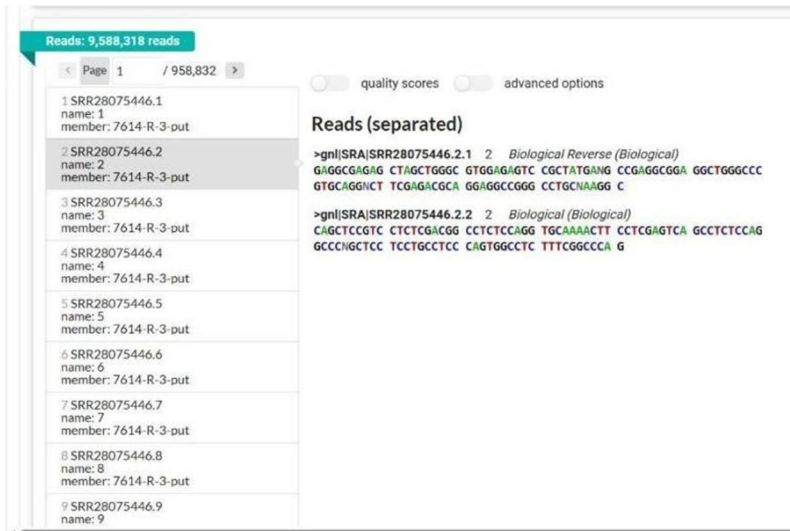 Reads: 9,588,318 reads
< Page 1 / 958,832 >
quality scores advanced options
1 SRR28075446.1
name: 1
member: 7614-R-3-put
2 SRR28075446.2
name: 2
member: 7614-R-3-put
3 SRR28075446.3
name: 3
member: 7614-R-3-put
4 SRR28075446.4
name: 4
member: 7614-R-3-put
5 SRR28075446.5
name: 5
member: 7614-R-3-put
6 SRR28075446.6
name: 6
member: 7614-R-3-put
7 SRR28075446.7
name: 7
member: 7614-R-3-put
8 SRR28075446.8
name: 8
member: 7614-R-3-put
9 SRR28075446.9
name: 9
Reads (separated)
>gnl|SRA|SRR28075446.2.1 2 Biological Reverse (Biological)
GAGGCGAGAG CTAGCTGGGC GTGGAGAGTC CGCTATGANG CCGAGGCGGA GGCTGGGCCC
GTGCAGGNCT TCGAGACGCA GGAGGCCGGG CCTGCNAAGG C
>gnl|SRA|SRR28075446.2.2 2 Biological (Biological)
CAGCTCCGTC CTCTCGACGG CCTCTCCAGG TGCAAAACTT CCTCGAGTCA GCCTCTCCAG
GCCCNGCTCC TCCTGCCTCC CAGTGGCCTC TTTCGGCCCA G